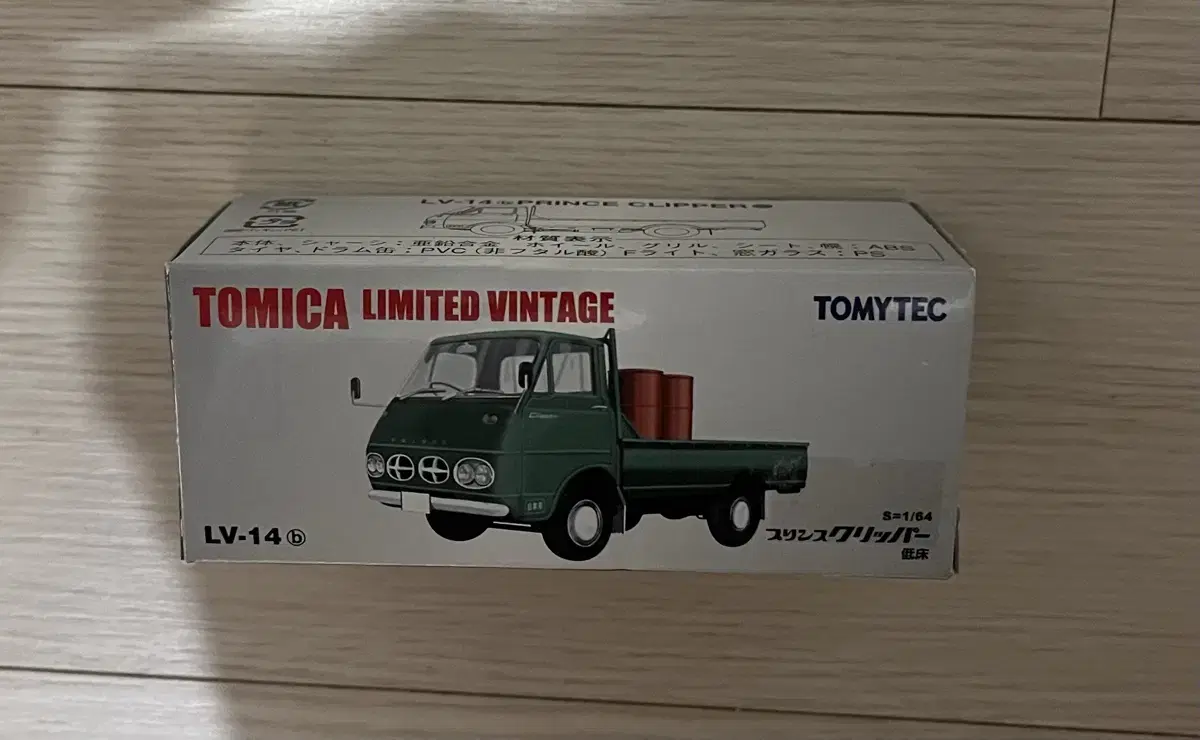 LV-14ⓑPRINCE CLIPPER
材質表示
本体、シャーシ：亜鉛合金 ホイール、グリル、シート、幌：ABS
タイヤ、ドラム缶：PVC（非フタル酸） Fライト、窓ガラス：PS
TOMICA LIMITED VINTAGE
TOMYTEC
Clipper
PRINCE
LV-14 ⓑ
S=1/64
プリンスクリッパー
低床